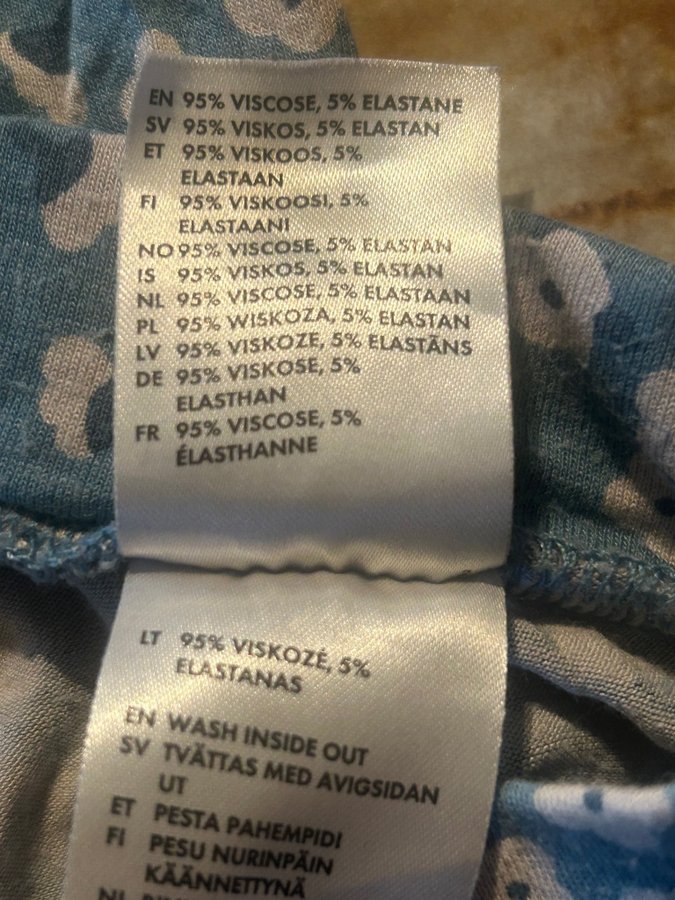 EN 95% VISCOSE, 5% ELASTANE
SV 95% VISKOS, 5% ELASTAN
ET 95% VISKOOS, 5%
ELASTAAN
FI 95% VISKOOSI, 5%
ELASTAANI
NO 95% VISCOSE, 5% ELASTAN
IS 95% VISKOS, 5% ELASTAN
NL 95% VISCOSE, 5% ELASTAAN
PL 95% WISKOZA, 5% ELASTAN
LV 95% VISKOZE, 5% ELASTĀNS
DE 95% VISKOSE, 5%
ELASTHAN
FR 95% VISCOSE, 5%
ÉLASTHANNE
LT 95% VISKOZĖ, 5%
ELASTANAS
EN WASH INSIDE OUT
SV TVÄTTAS MED AVIGSIDAN
UT
ET PESTA PAHEMPIDI
FI PESU NURINPÄIN
KÄÄNNETTYNÄ